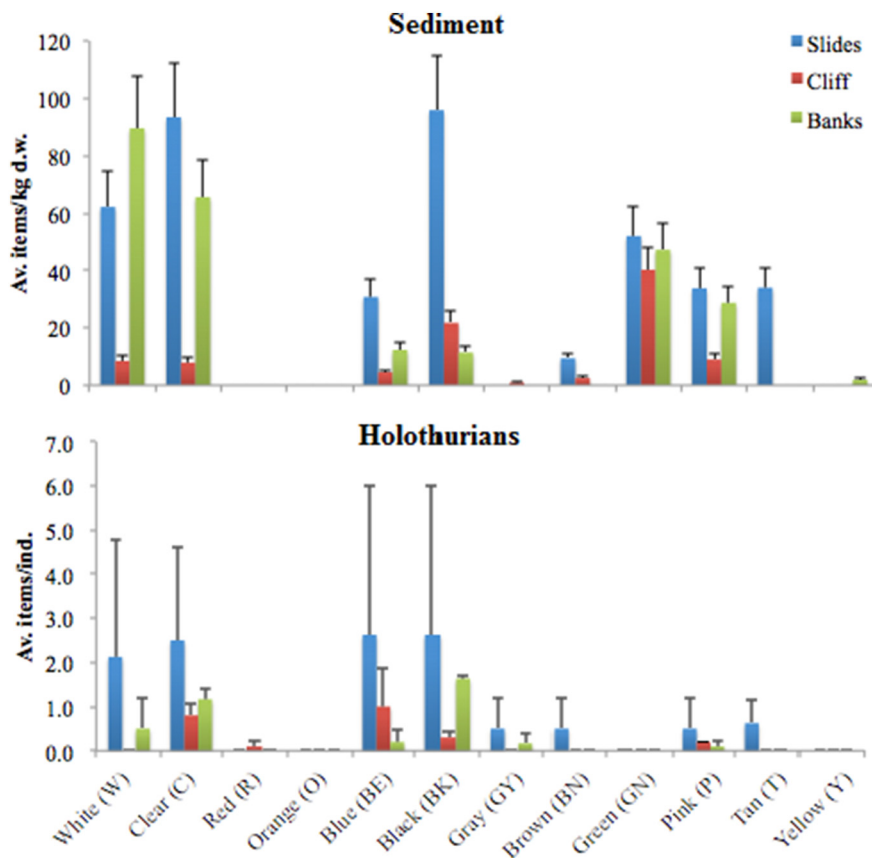 Sediment
Slides
Cliff
Banks
Av. items/kg d.w.
120
100
80
60
40
20
0
Holothurians
Av. items/ind.
7.0
6.0
5.0
4.0
3.0
2.0
1.0
0.0
White (W)
Clear (C)
Red (R)
Orange (O)
Blue (BE)
Black (BK)
Gray (GY)
Brown (BN)
Green (GN)
Pink (P)
Tan (T)
Yellow (Y)